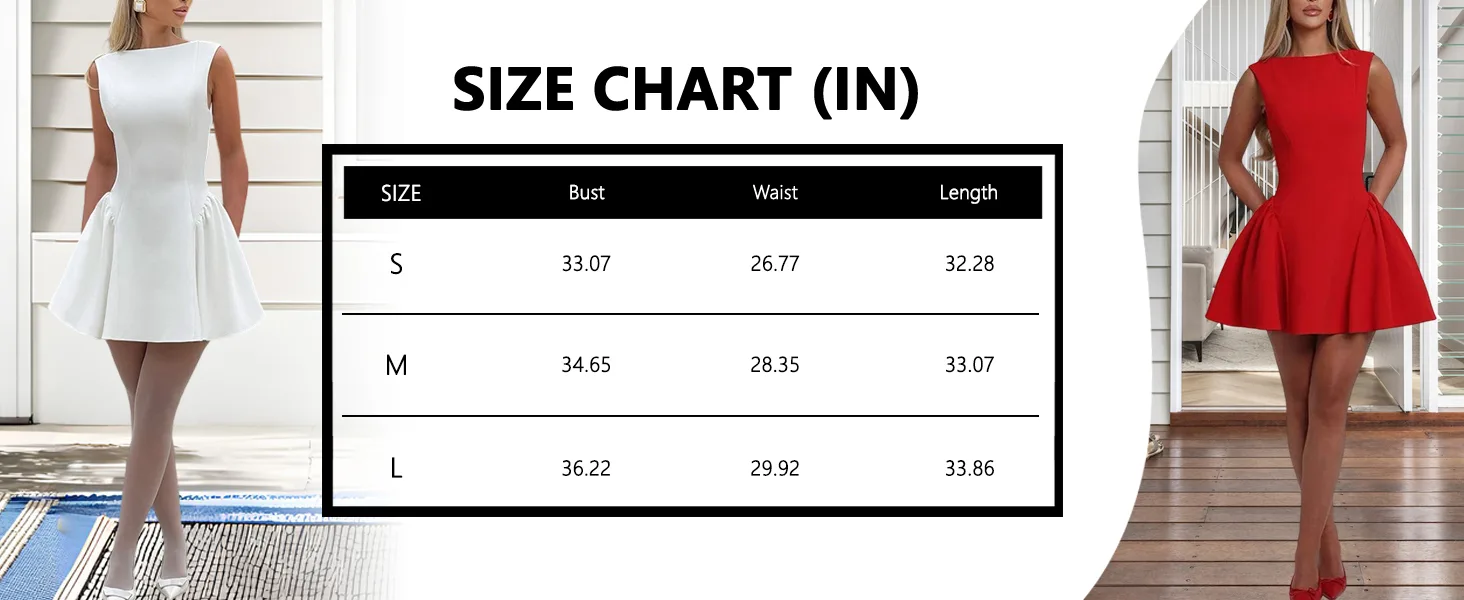 SIZE CHART (IN)
SIZE Bust Waist Length
S 33.07 26.77 32.28
M 34.65 28.35 33.07
L 36.22 29.92 33.86